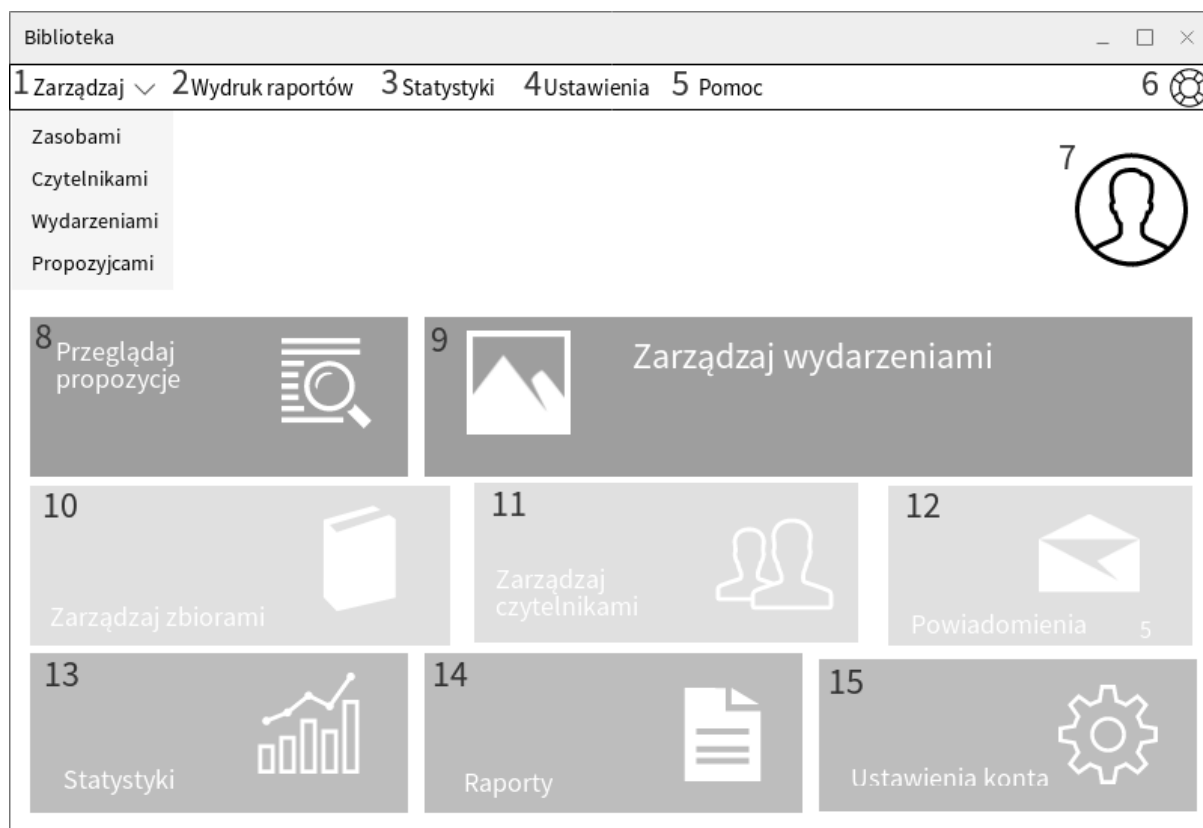 Biblioteka
1 Zarządzaj 2 Wydruk raportów 3 Statystyki 4 Ustawienia 5 Pomoc 6
Zasobami
Czytelnikami
Wydarzeniami
Propozyjcami
7
8 Przeglądaj
propozycje
9 Zarządzaj wydarzeniami
10
Zarządzaj zbiorami
11
Zarządzaj
czytelnikami
12
Powiadomienia 5
13
Statystyki
14
Raporty
15
Ustawienia konta